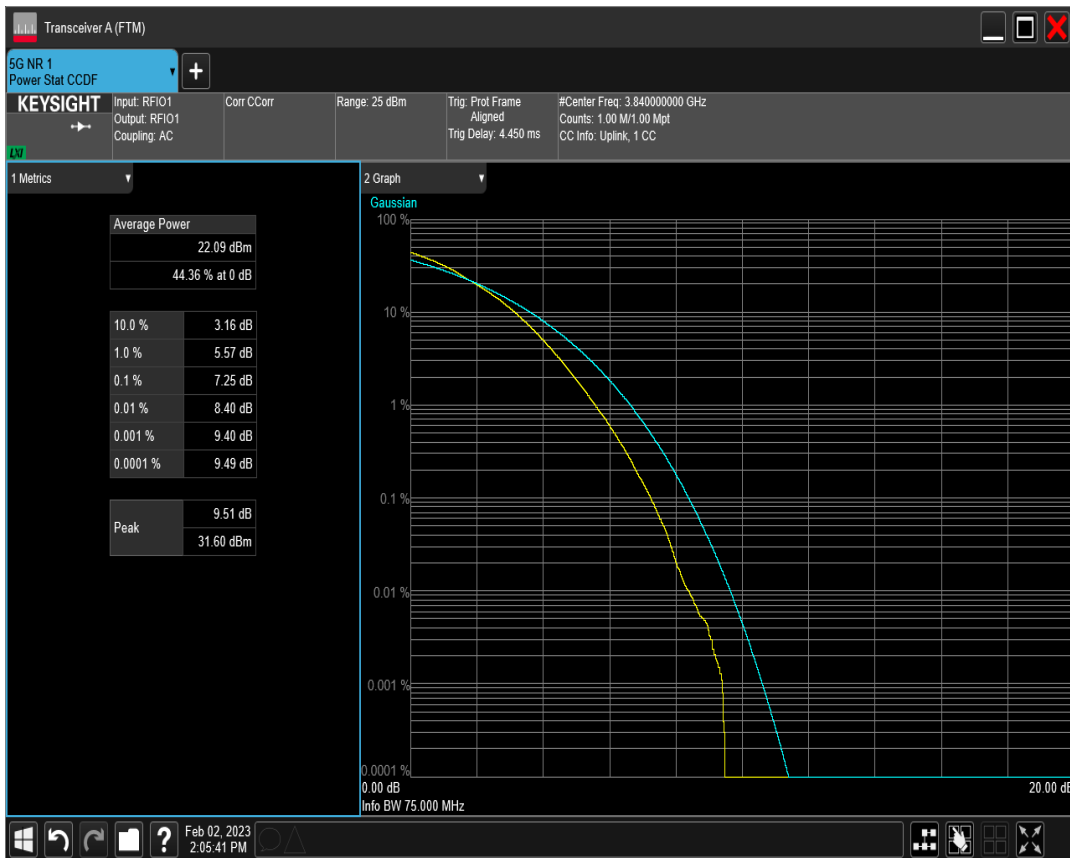 Transceiver A (FTM)
5G NR 1
Power Stat CCDF
+
KEYSIGHT
LXI
Input: RFIO1
Output: RFIO1
Coupling: AC
Corr CCorr
Range: 25 dBm
Trig: Prot Frame
Aligned
Trig Delay: 4.450 ms
#Center Freq: 3.840000000 GHz
Counts: 1.00 M/1.00 Mpt
CC Info: Uplink, 1 CC
1 Metrics
Average Power
22.09 dBm
44.36 % at 0 dB
10.0 % 3.16 dB
1.0 % 5.57 dB
0.1 % 7.25 dB
0.01 % 8.40 dB
0.001 % 9.40 dB
0.0001 % 9.49 dB
Peak
9.51 dB
31.60 dBm
2 Graph
Gaussian
100 %
10 %
1 %
0.1 %
0.01 %
0.001 %
0.0001 %
0.00 dB 20.00 dB
Info BW 75.000 MHz
?
Feb 02, 2023
2:05:41 PM